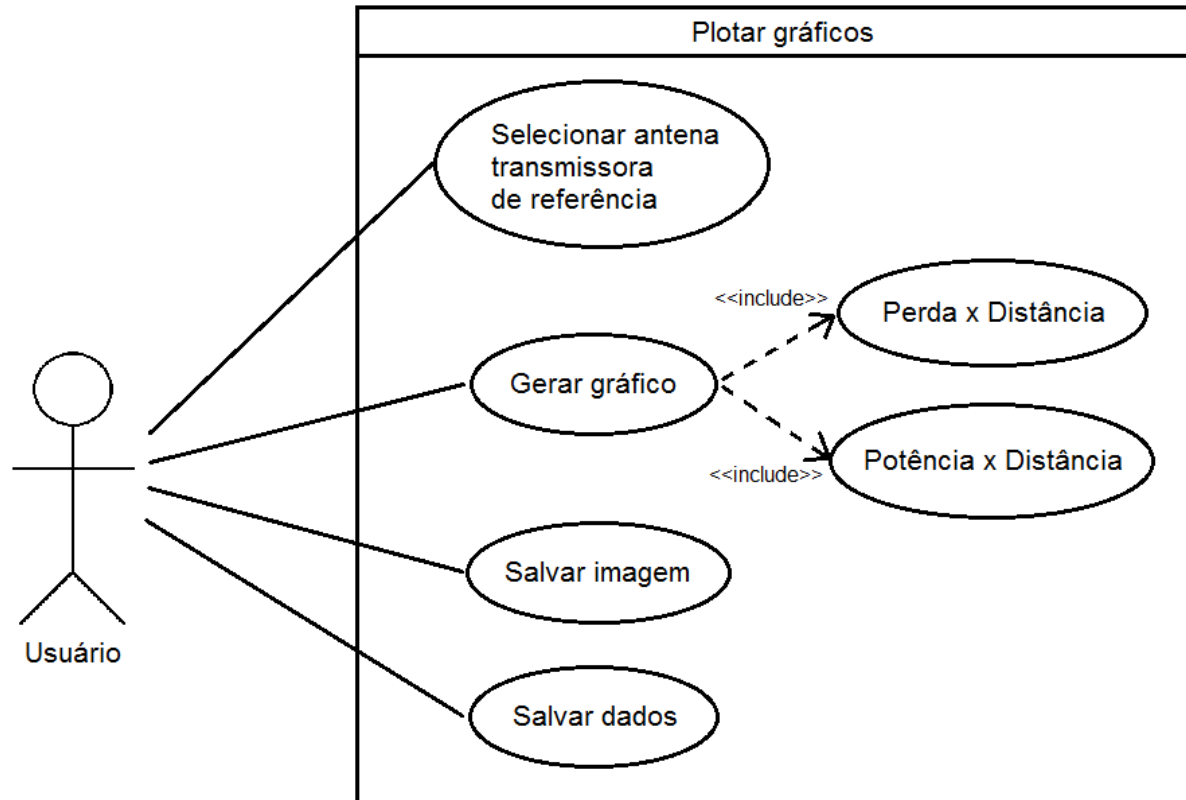 Plotar gráficos
Selecionar antena
transmissora
de referência
<<include>>
Perda x Distância
Gerar gráfico
Potência x Distância
<<include>>
Salvar imagem
Usuário
Salvar dados